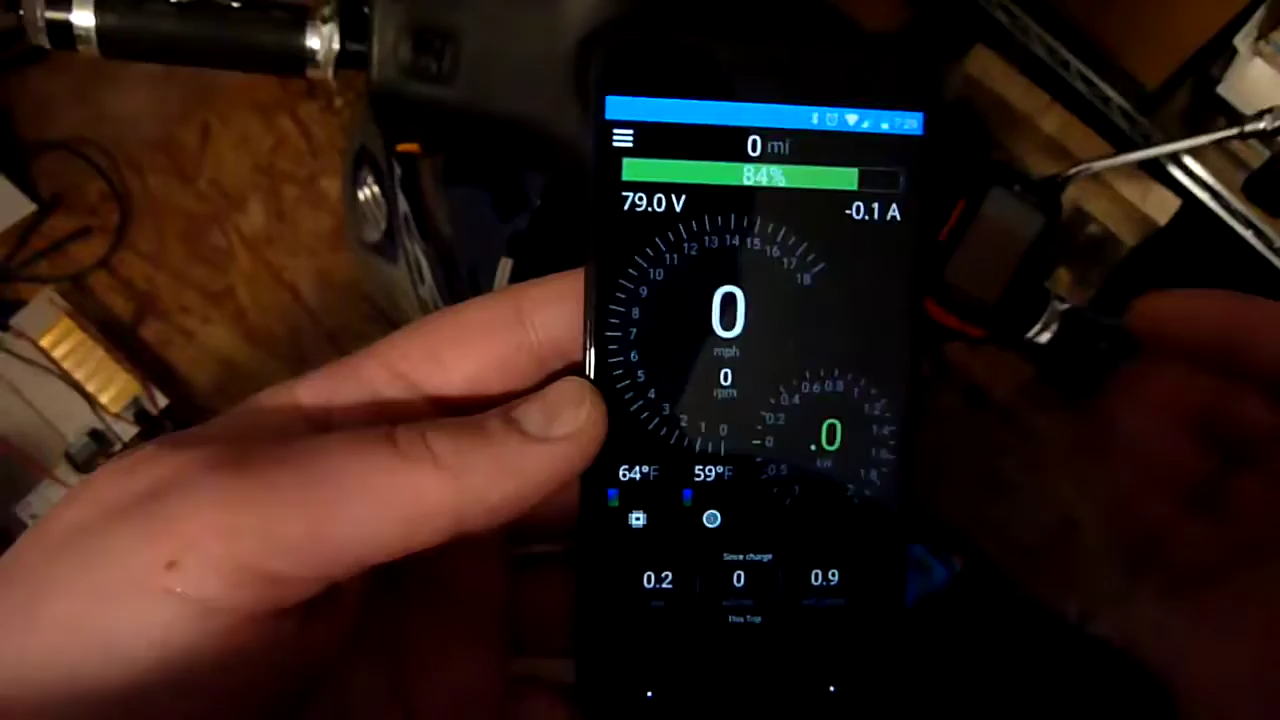 7:29
0 mi
84%
79.0 V
-0.1 A
0 1 2 3 4 5 6 7 8 9 10 11 12 13 14 15 16 17 18
0
mph
0
rpm
0 0.2 0.4 0.6 0.8 1 1.2 1.4 1.6 1.8 2
0.5
1
.0
kW
64°F 59°F
Since charge
0.2 0 0.9
This Trip